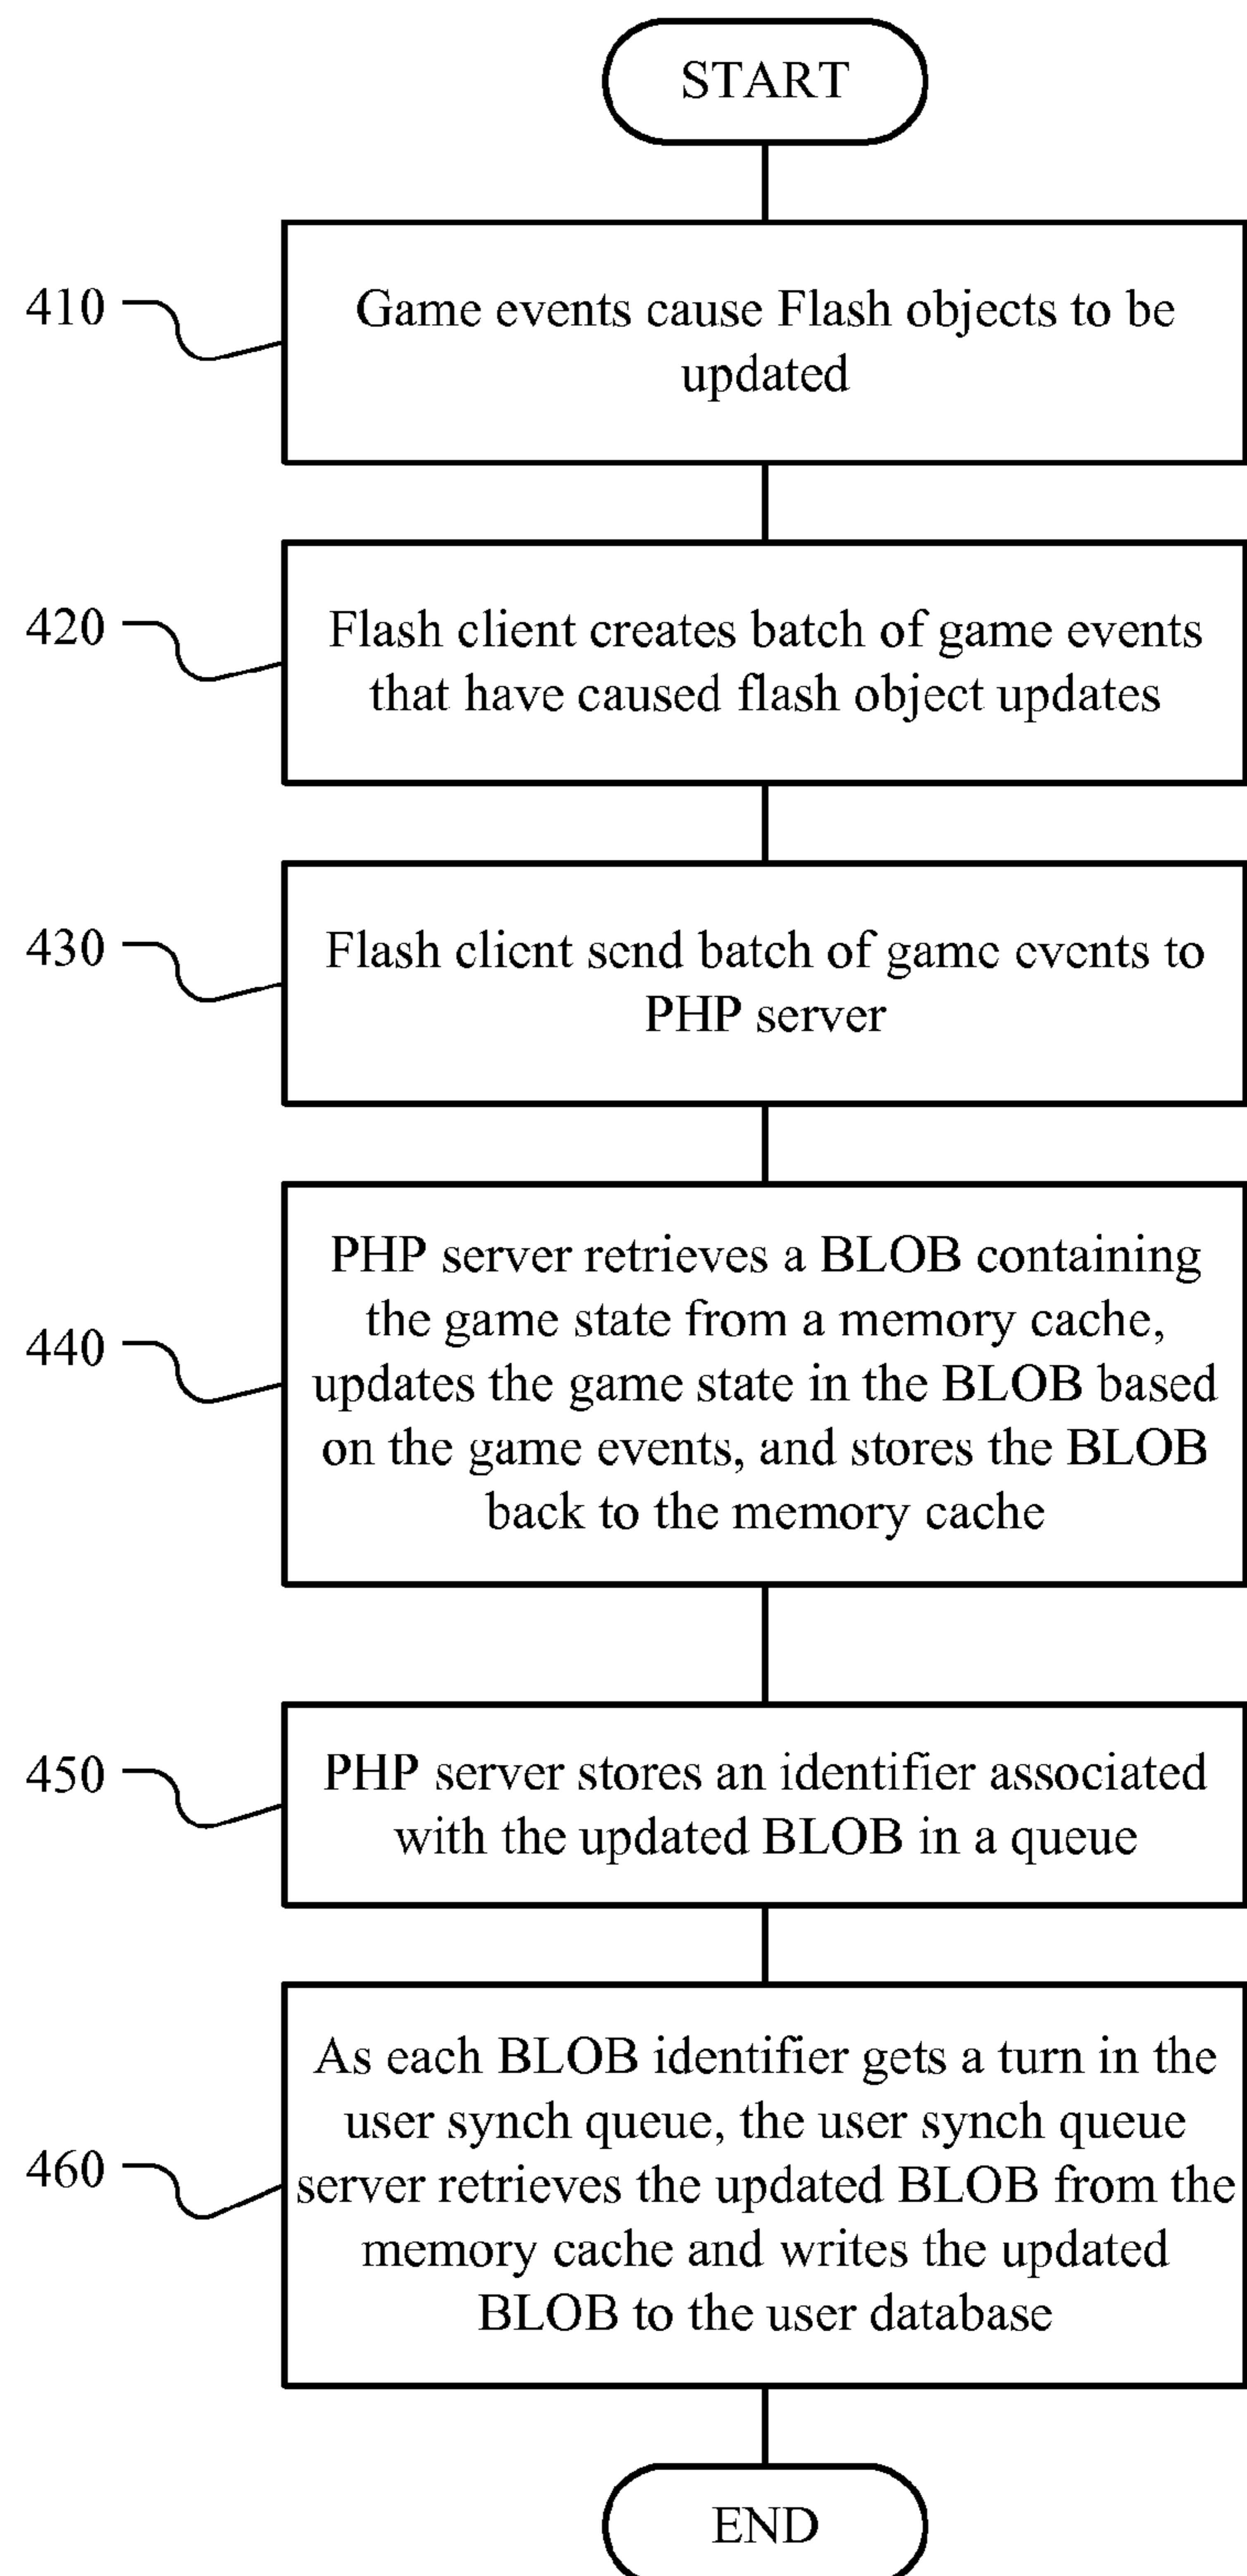 START
410
Game events cause Flash objects to be
updated
420
Flash client creates batch of game events
that have caused flash object updates
430
Flash client send batch of game events to
PHP server
440
PHP server retrieves a BLOB containing
the game state from a memory cache,
updates the game state in the BLOB based
on the game events, and stores the BLOB
back to the memory cache
450
PHP server stores an identifier associated
with the updated BLOB in a queue
460
As each BLOB identifier gets a turn in the
user synch queue, the user synch queue
server retrieves the updated BLOB from the
memory cache and writes the updated
BLOB to the user database
END